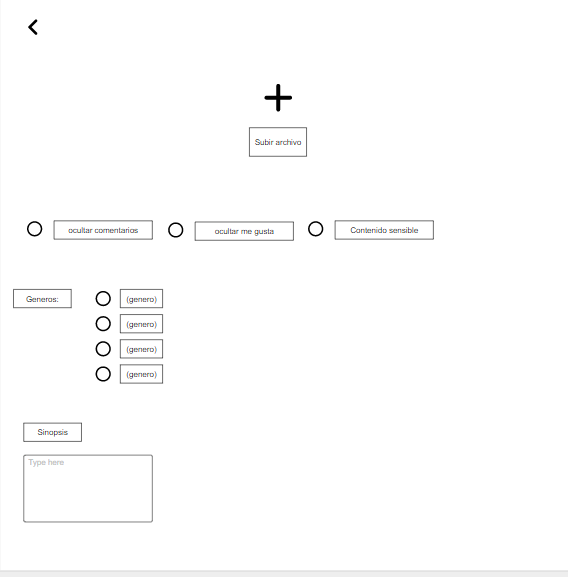 Subir archivo
ocultar comentarios
ocultar me gusta
Contenido sensible
Generos:
(genero)
(genero)
(genero)
(genero)
Sinopsis
Type here